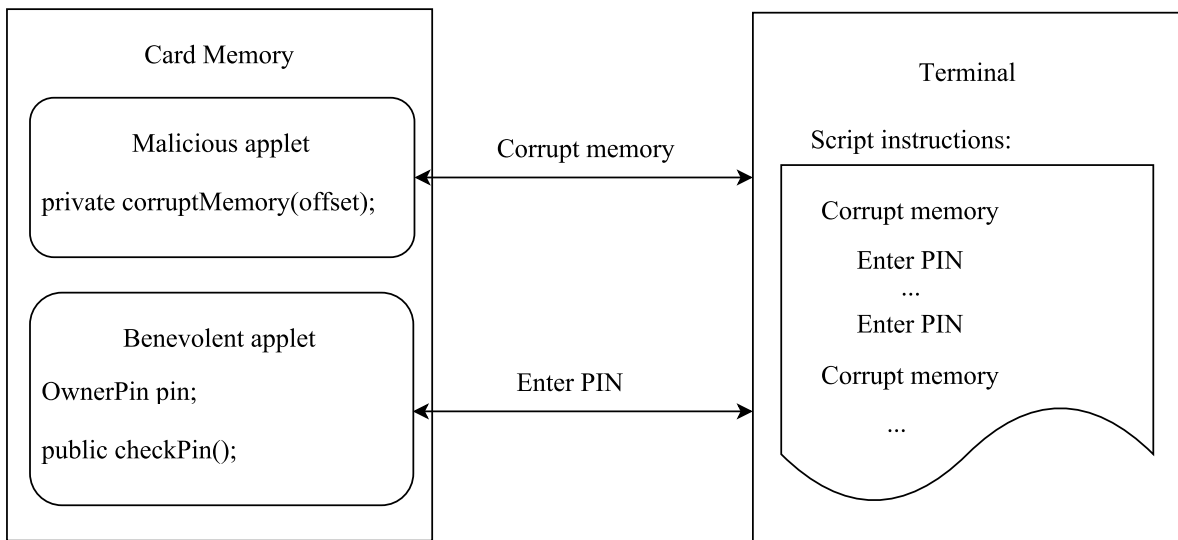 Card Memory
Malicious applet
private corruptMemory(offset);
Benevolent applet
OwnerPin pin;
public checkPin();
Corrupt memory
Enter PIN
Terminal
Script instructions:
Corrupt memory
Enter PIN
...
Enter PIN
Corrupt memory
...